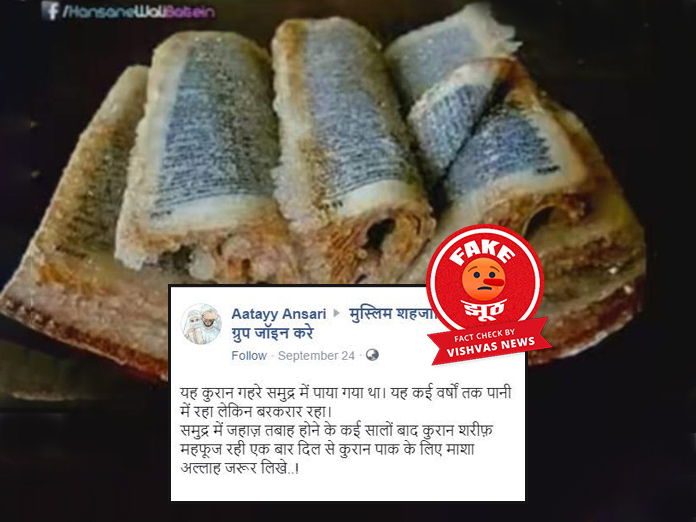 f /HansaneWaliBatein
FAKE
झूठ
FACT CHECK BY
VISHVAS NEWS
Aatayy Ansari ▸ मुस्लिम
ग्रुप जॉइन करे
Follow · September 24 ·
यह कुरान गहरे समुद्र में पाया गया था। यह कई वर्षों तक पानी
में रहा लेकिन बरकरार रहा।
समुद्र में जहाज़ तबाह होने के कई सालों बाद कुरान शरीफ़
महफूज रही एक बार दिल से कुरान पाक के लिए माशा
अल्लाह जरूर लिखे..!